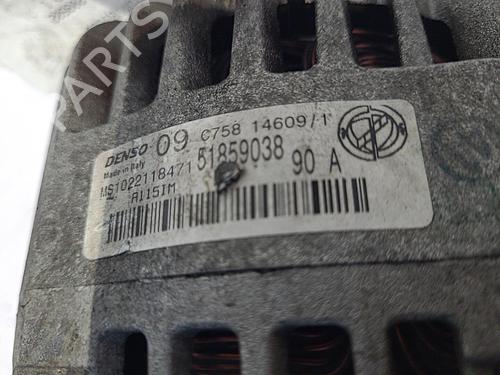 DENSO 09 C758 14609/1
Made in Italy
MS1022118471 51859038 90 A
A115IM
PARTS